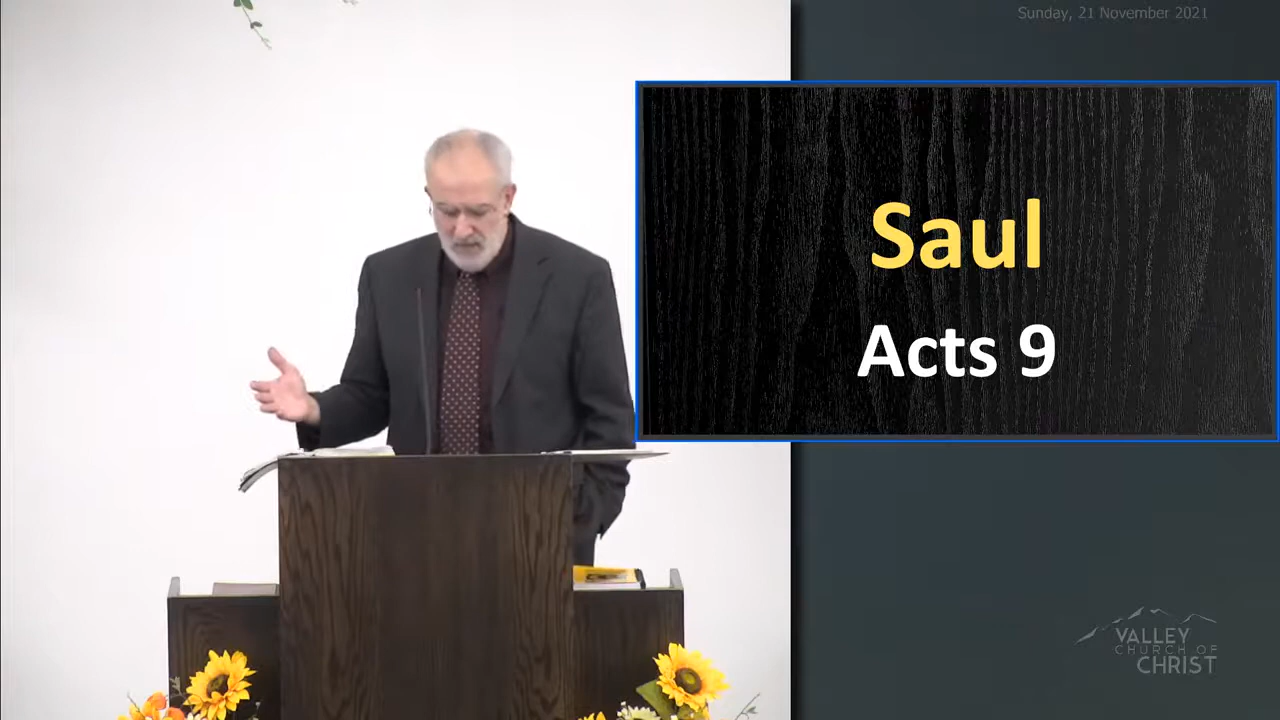 Sunday, 21 November 2021
Saul
Acts 9
VALLEY
CHURCH OF
CHRIST